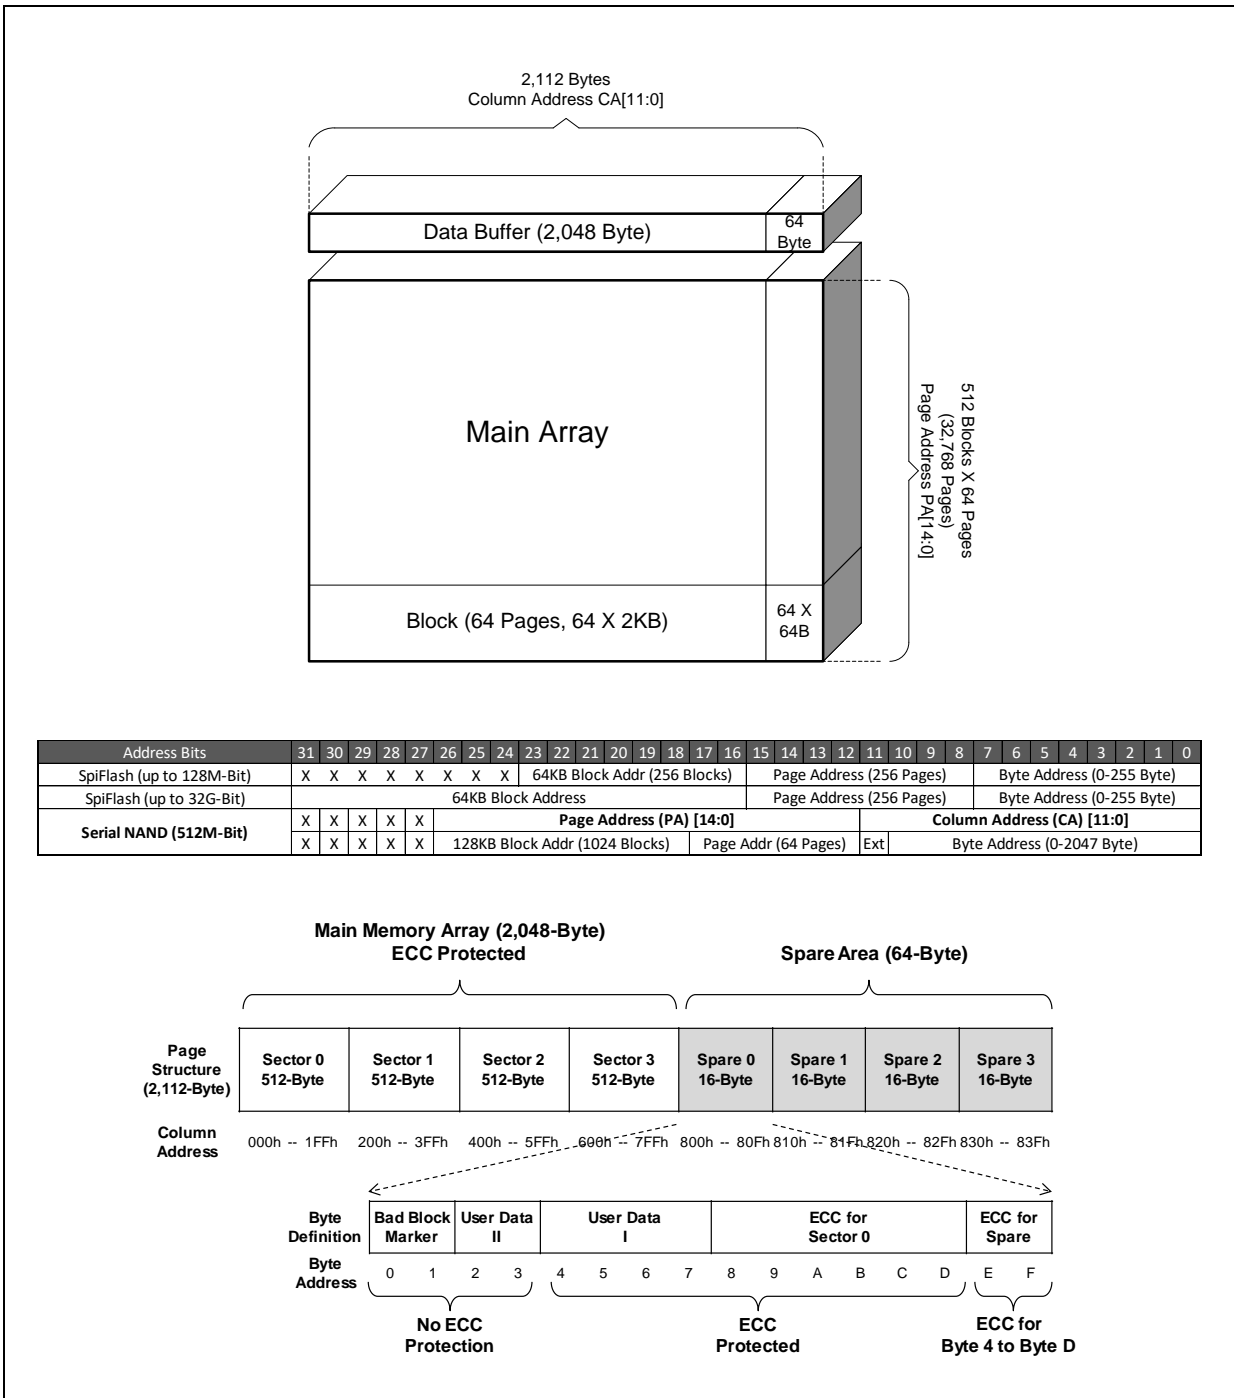 2,112 Bytes
Column Address CA[11:0]
Data Buffer (2,048 Byte)
64
Byte
Main Array
512 Blocks X 64 Pages
(32,768 Pages)
Page Address PA[14:0]
Block (64 Pages, 64 X 2KB)
64 X
64B
Address Bits 31 30 29 28 27 26 25 24 23 22 21 20 19 18 17 16 15 14 13 12 11 10 9 8 7 6 5 4 3 2 1 0
SpiFlash (up to 128M-Bit) X X X X X X X X 64KB Block Addr (256 Blocks) Page Address (256 Pages) Byte Address (0-255 Byte)
SpiFlash (up to 32G-Bit) 64KB Block Address Page Address (256 Pages) Byte Address (0-255 Byte)
Serial NAND (512M-Bit) X X X X X Page Address (PA) [14:0] Column Address (CA) [11:0]
X X X X X 128KB Block Addr (1024 Blocks) Page Addr (64 Pages) Ext Byte Address (0-2047 Byte)
Main Memory Array (2,048-Byte)
ECC Protected
Spare Area (64-Byte)
Page
Structure
(2,112-Byte)
Sector 0
512-Byte
Sector 1
512-Byte
Sector 2
512-Byte
Sector 3
512-Byte
Spare 0
16-Byte
Spare 1
16-Byte
Spare 2
16-Byte
Spare 3
16-Byte
Column
Address
000h -- 1FFh 200h -- 3FFh 400h -- 5FFh 600h -- 7FFh 800h -- 80Fh 810h -- 81Fh 820h -- 82Fh 830h -- 83Fh
Byte
Definition
Bad Block
Marker
User Data
II
User Data
I
ECC for
Sector 0
ECC for
Spare
Byte
Address
0 1 2 3 4 5 6 7 8 9 A B C D E F
No ECC
Protection
ECC
Protected
ECC for
Byte 4 to Byte D